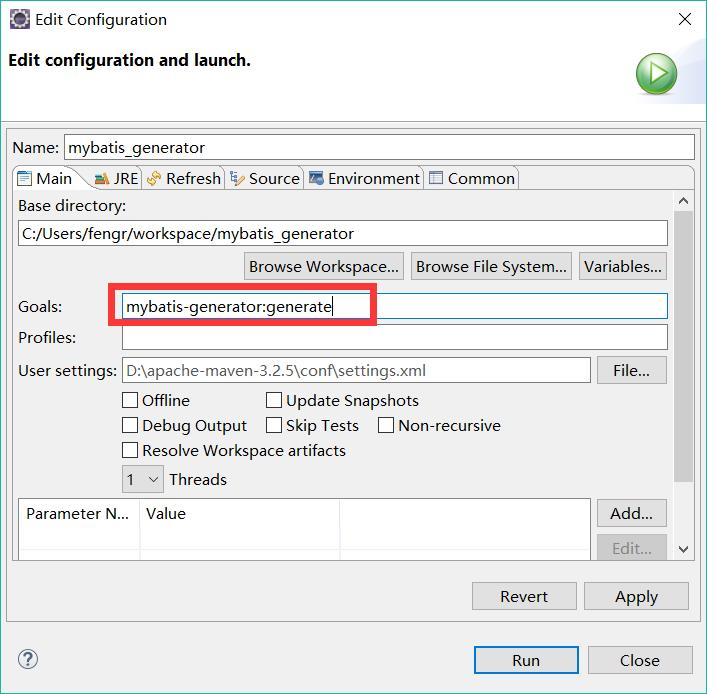 Edit Configuration
Edit configuration and launch.
Name: mybatis_generator
Main JRE Refresh Source Environment Common
Base directory:
C:/Users/fengr/workspace/mybatis_generator
Browse Workspace... Browse File System... Variables...
Goals: mybatis-generator:generate
Profiles:
User settings: D:\apache-maven-3.2.5\conf\settings.xml File...
Offline Update Snapshots
Debug Output Skip Tests Non-recursive
Resolve Workspace artifacts
1 Threads
Parameter N... Value Add...
Edit...
Revert Apply
? Run Close